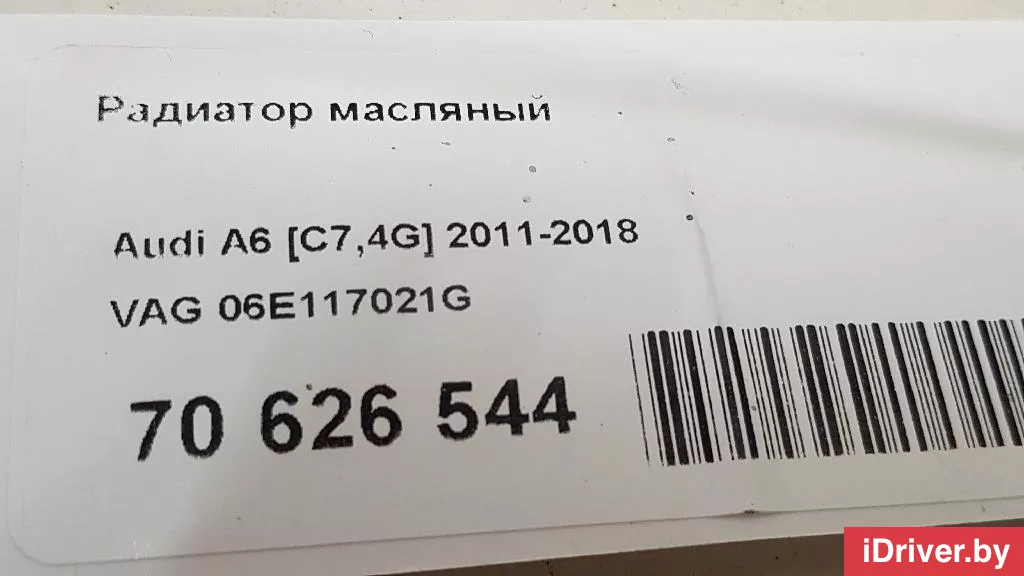 Радиатор масляный
Audi A6 [C7,4G] 2011-2018
VAG 06E117021G
70 626 544
iDriver.by